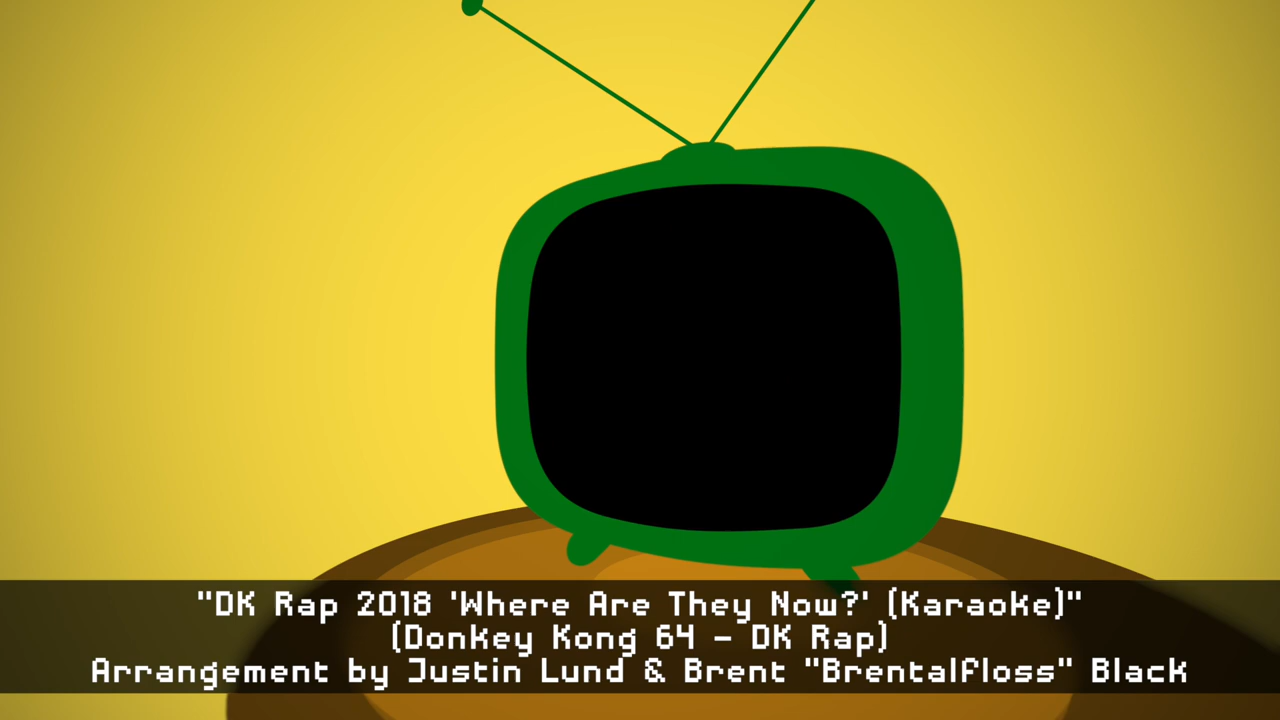 "DK Rap 2018 'Where Are They Now?' (Karaoke)"
(Donkey Kong 64 - DK Rap)
Arrangement by Justin Lund & Brent "Brentalfloss" Black